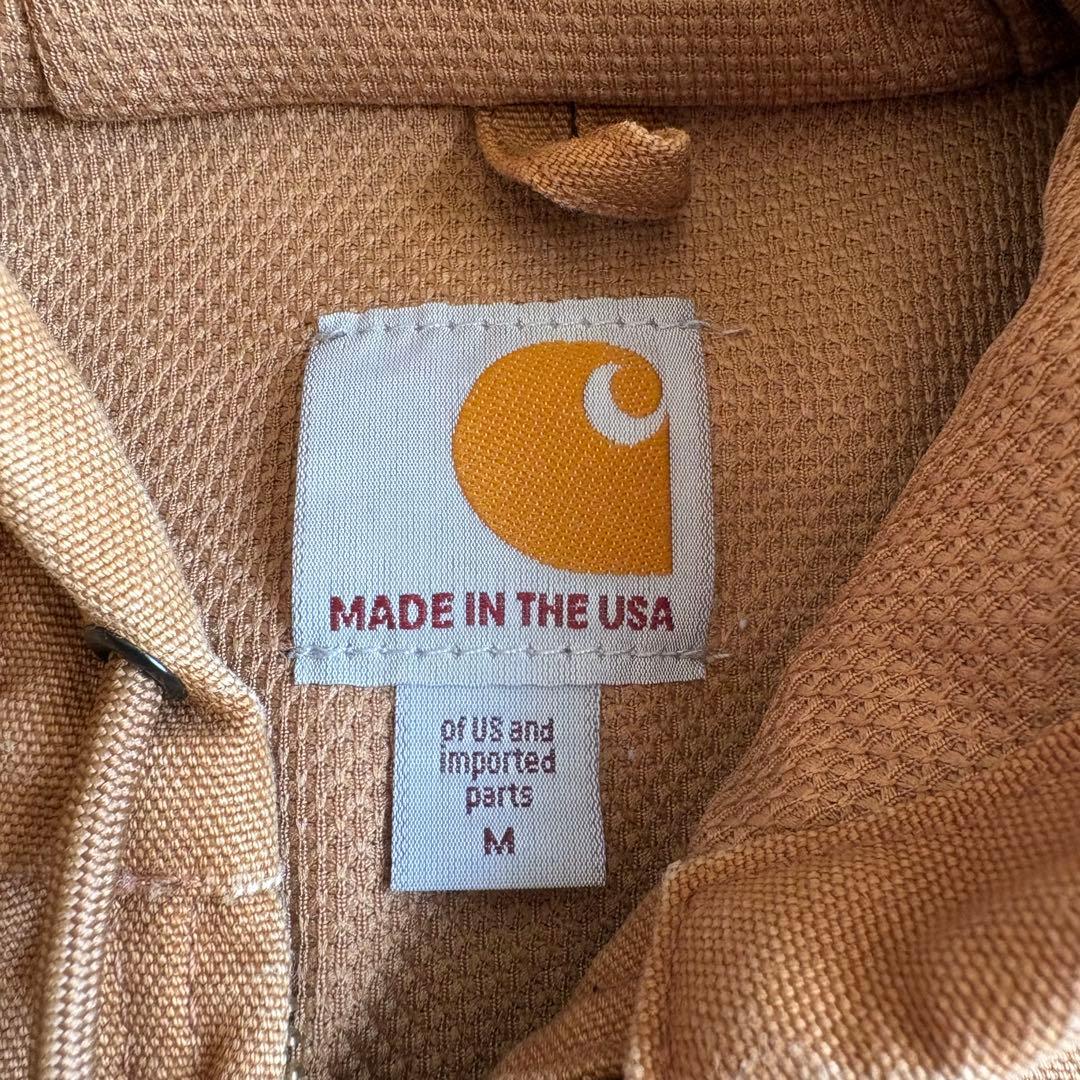 MADE IN THE USA
of US and
imported
parts
M